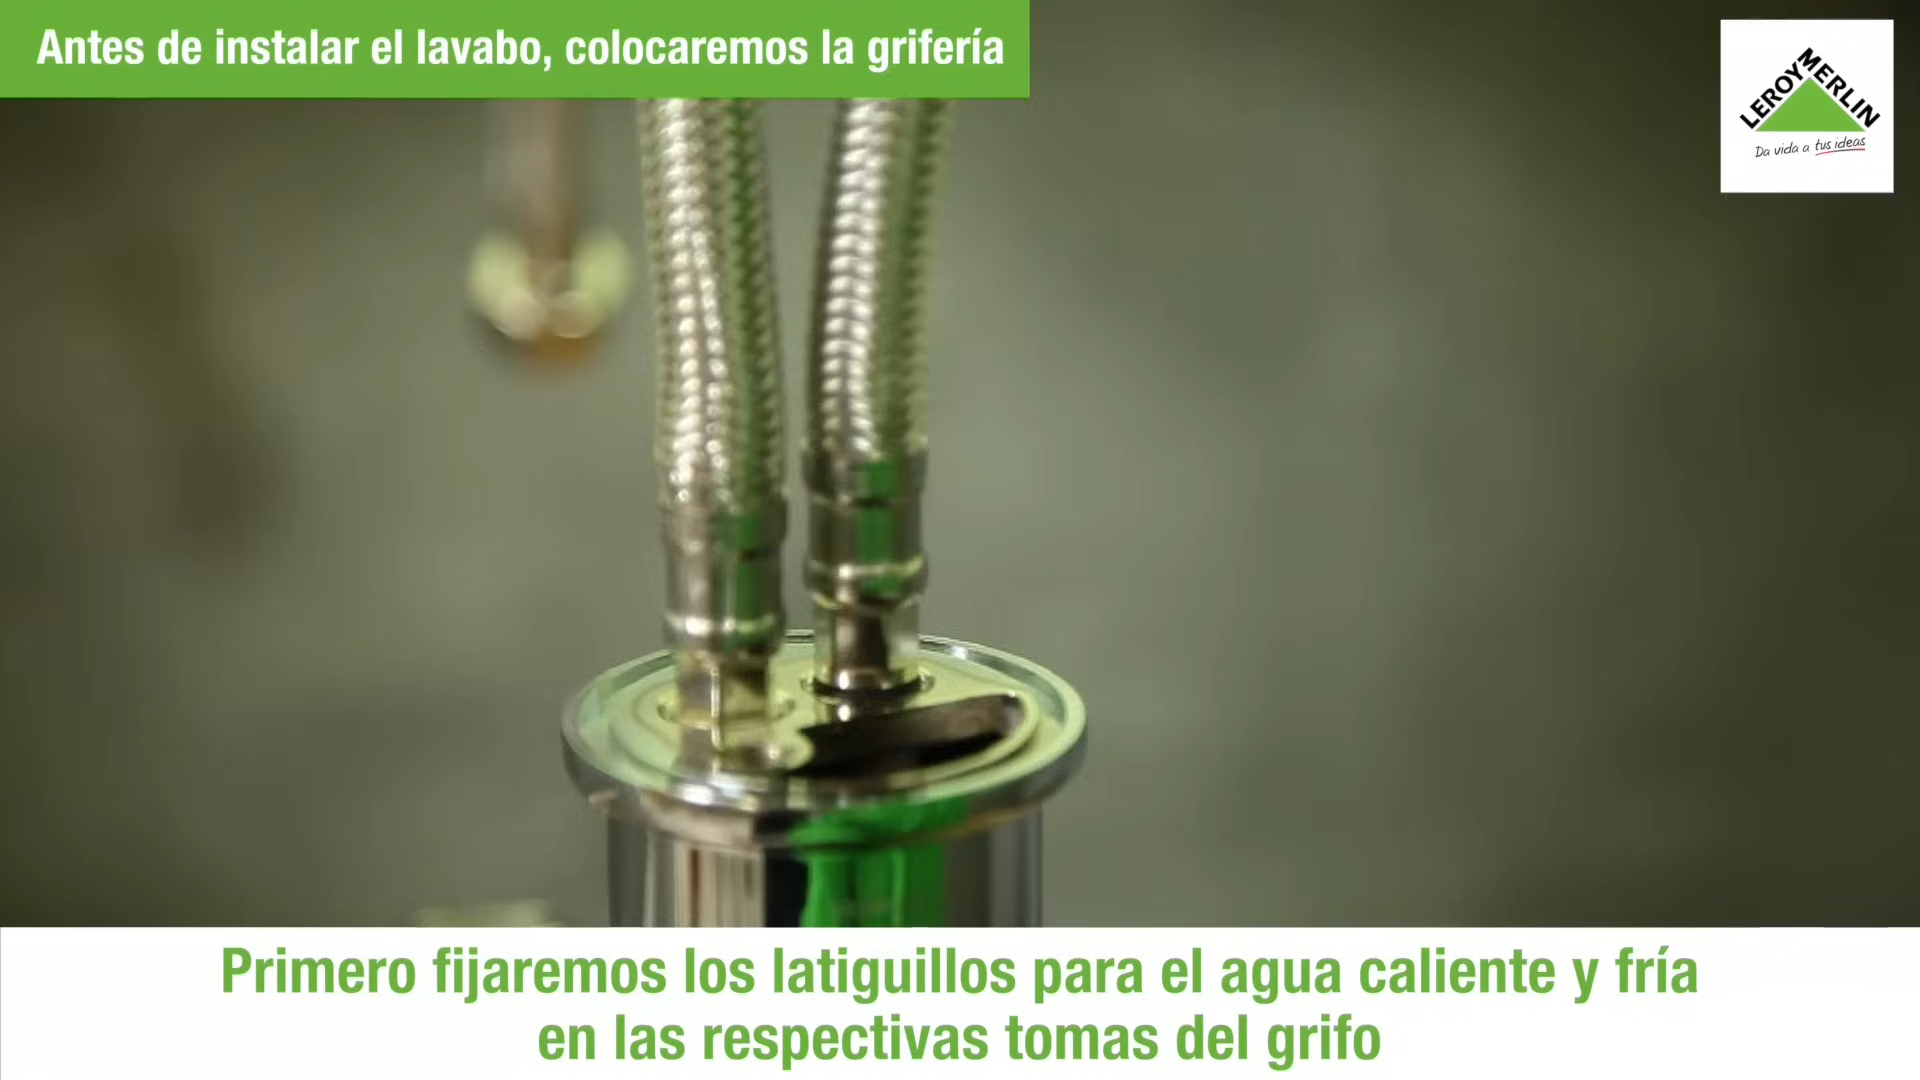 Antes de instalar el lavabo, colocaremos la grifería
LEROY MERLIN
Da vida a tus ideas
Primero fijaremos los latiguillos para el agua caliente y fría
en las respectivas tomas del grifo